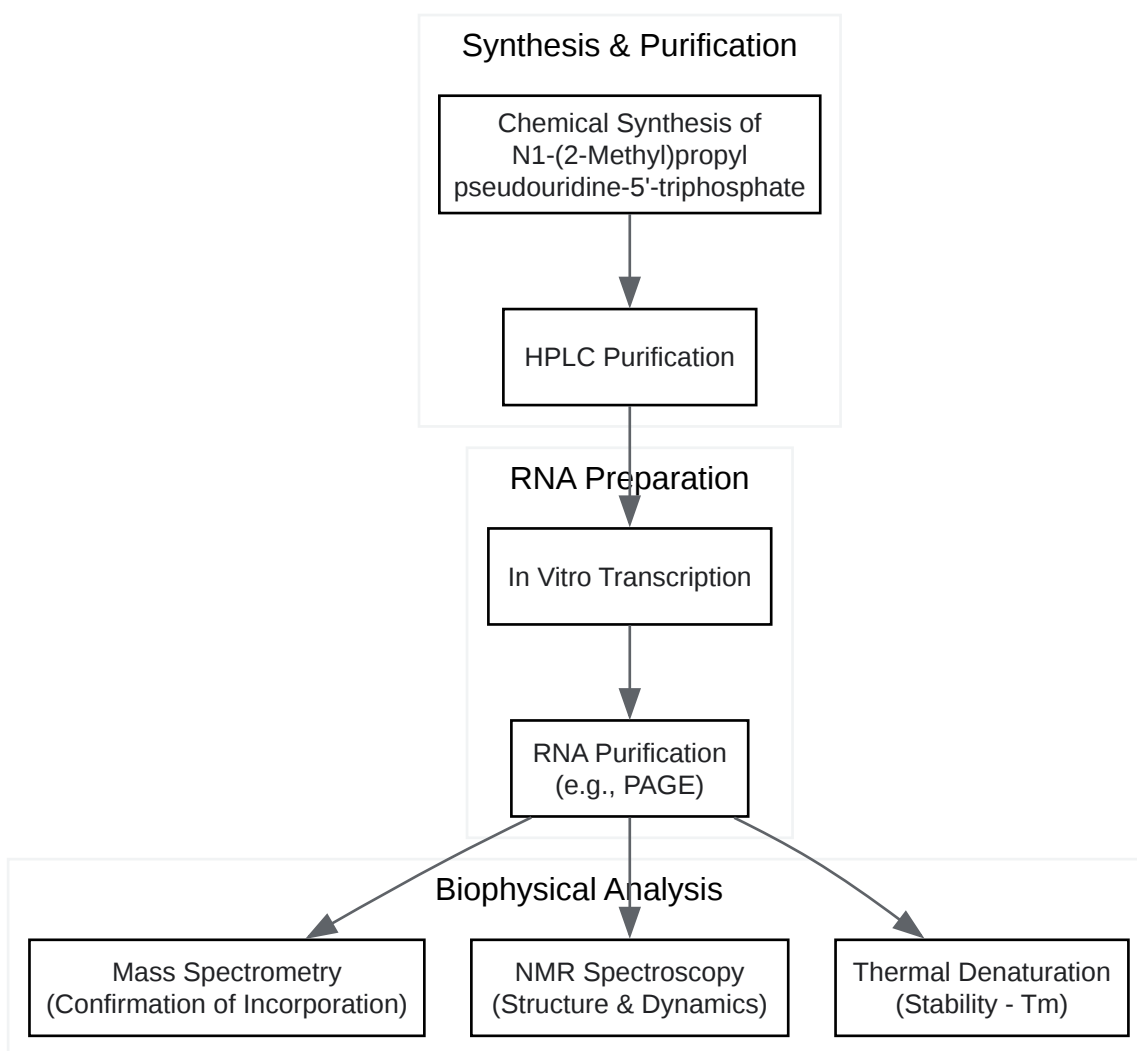 Synthesis & Purification
Chemical Synthesis of
N1-(2-Methyl)propyl
pseudouridine-5'-triphosphate
HPLC Purification
RNA Preparation
In Vitro Transcription
RNA Purification
(e.g., PAGE)
Biophysical Analysis
Mass Spectrometry
(Confirmation of Incorporation)
NMR Spectroscopy
(Structure & Dynamics)
Thermal Denaturation
(Stability - Tm)